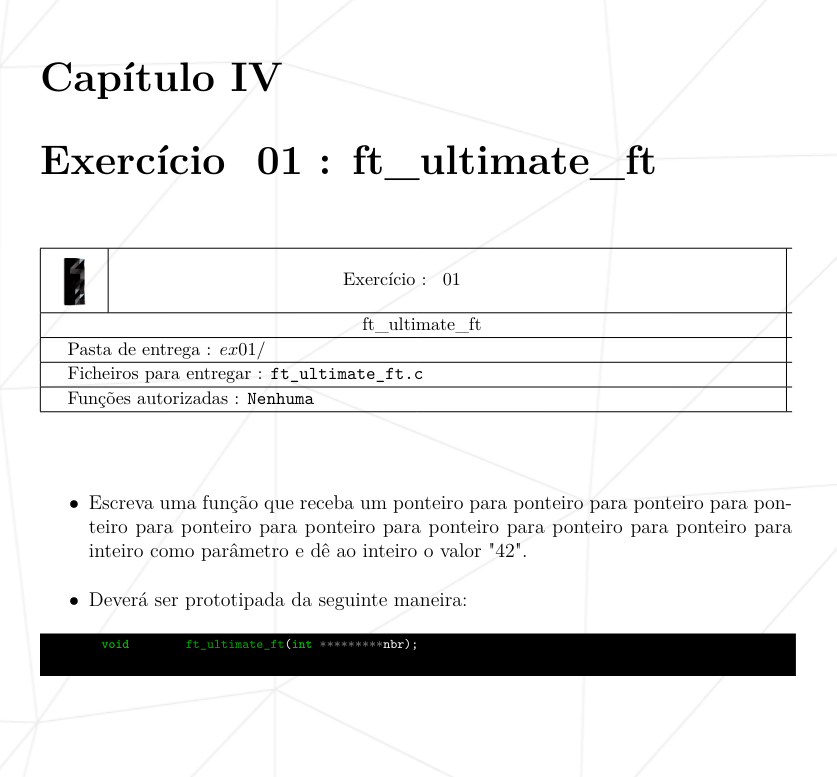 Capítulo IV
Exercício 01 : ft_ultimate_ft
Exercício : 01
ft_ultimate_ft
Pasta de entrega : ex01/
Ficheiros para entregar : ft_ultimate_ft.c
Funções autorizadas : Nenhuma
• Escreva uma função que receba um ponteiro para ponteiro para ponteiro para pon-
teiro para ponteiro para ponteiro para ponteiro para ponteiro para ponteiro para
inteiro como parâmetro e dê ao inteiro o valor "42".
• Deverá ser prototipada da seguinte maneira:
void ft_ultimate_ft(int *********nbr);